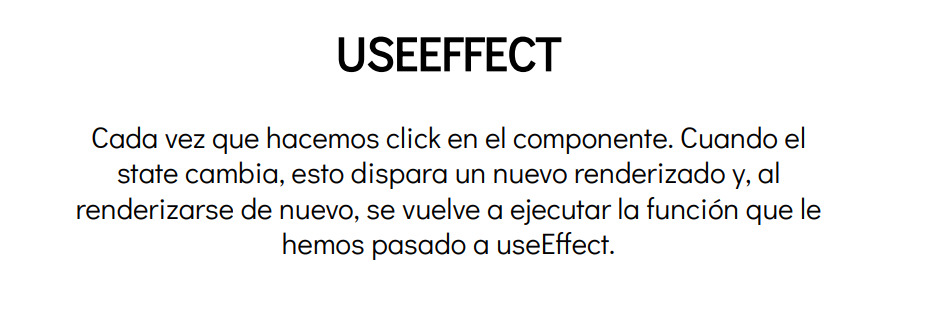 USEEFFECT
Cada vez que hacemos click en el componente. Cuando el
state cambia, esto dispara un nuevo renderizado y, al
renderizarse de nuevo, se vuelve a ejecutar la función que le
hemos pasado a useEffect.